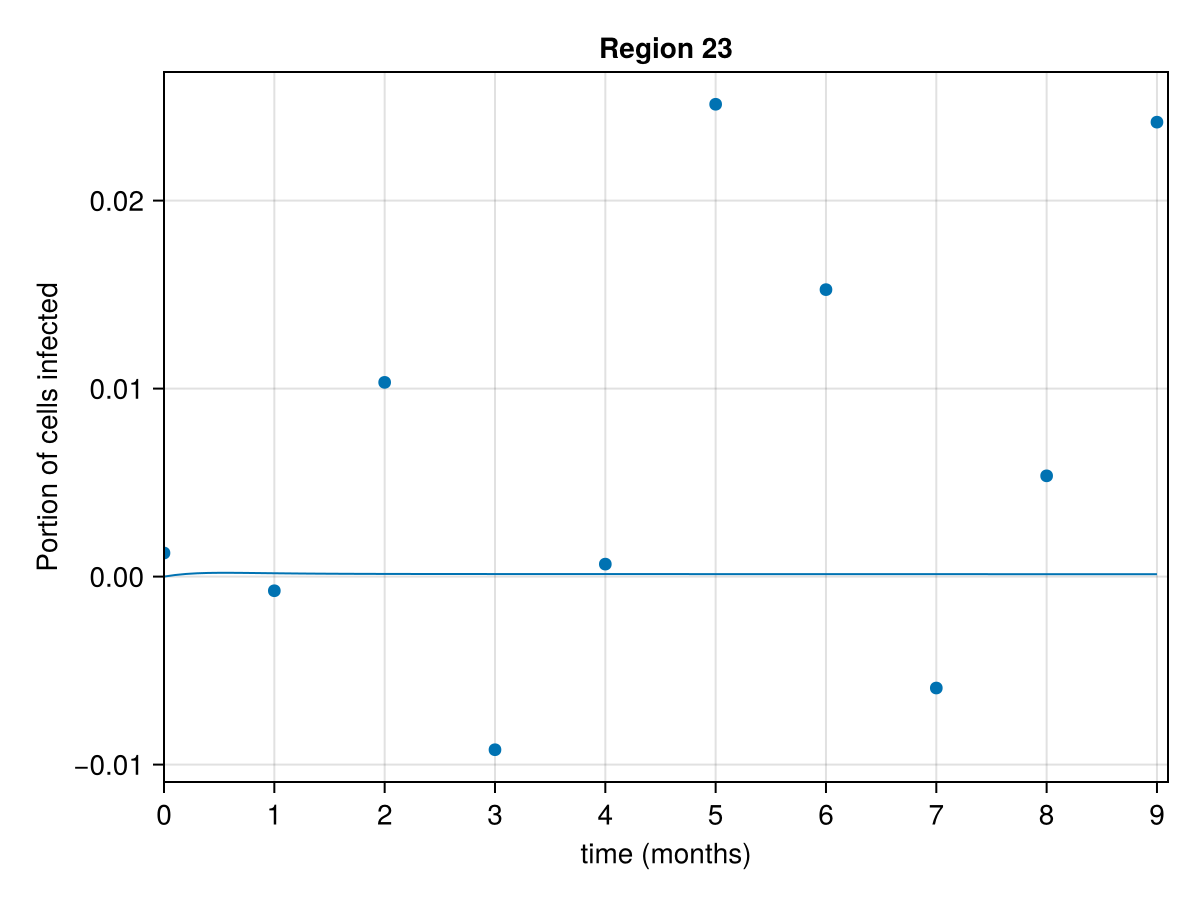 Region 23
Portion of cells infected
0.02
0.01
0.00
−0.01
0 1 2 3 4 5 6 7 8 9
time (months)